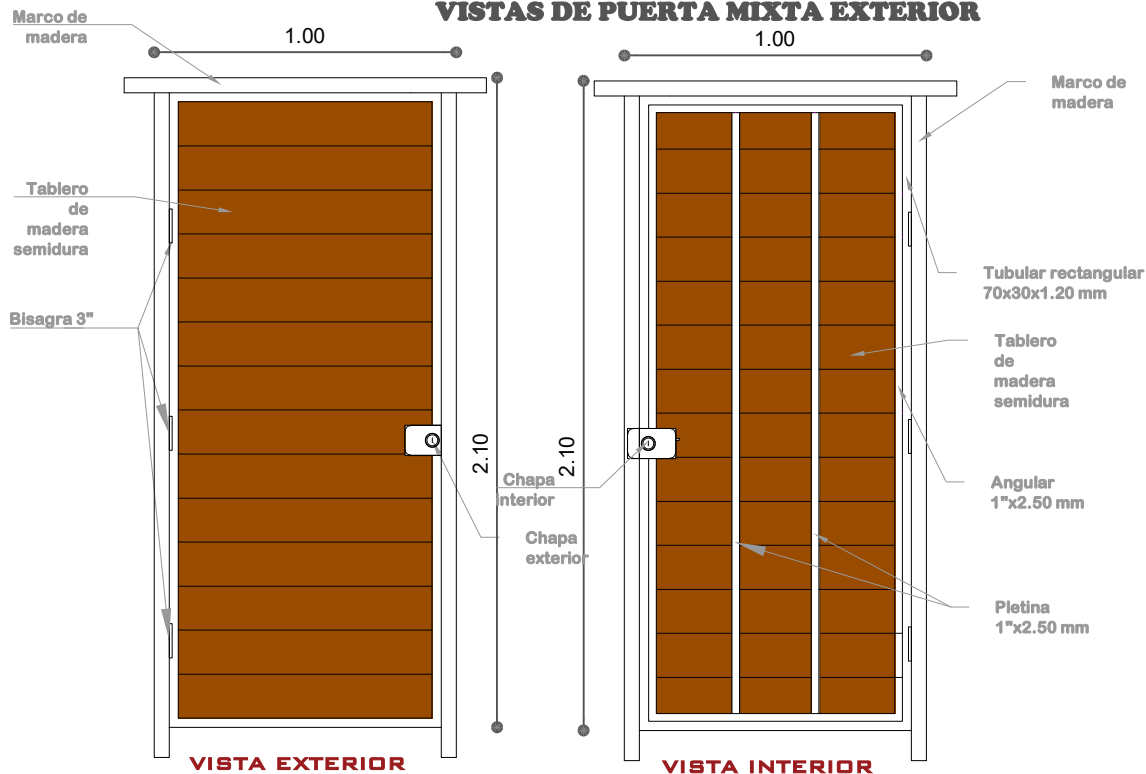 VISTAS DE PUERTA MIXTA EXTERIOR
Marco de
madera
1.00
1.00
Marco de
madera
Tablero
de
madera
semidura
Bisagra 3"
Tubular rectangular
70x30x1.20 mm
Tablero
de
madera
semidura
2.10
2.10
Chapa
interior
Chapa
exterior
Angular
1"x2.50 mm
Pletina
1"x2.50 mm
VISTA EXTERIOR
VISTA INTERIOR